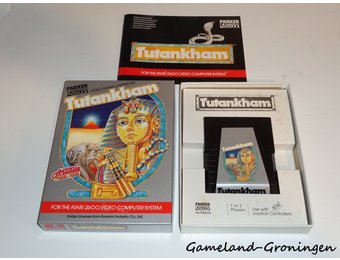 PARKER
BROTHERS
Tutankham
FOR THE ATARI 2600 VIDEO COMPUTER SYSTEM
PARKER
BROTHERS
Tutankham
FOR THE ATARI 2600 VIDEO COMPUTER SYSTEM
Under License from Konami Industry Co., Ltd.
Tutankham
Tutankham
PARKER
BROTHERS
1 or 2
Players
Use with
Joystick Controllers
Gameland-Groningen